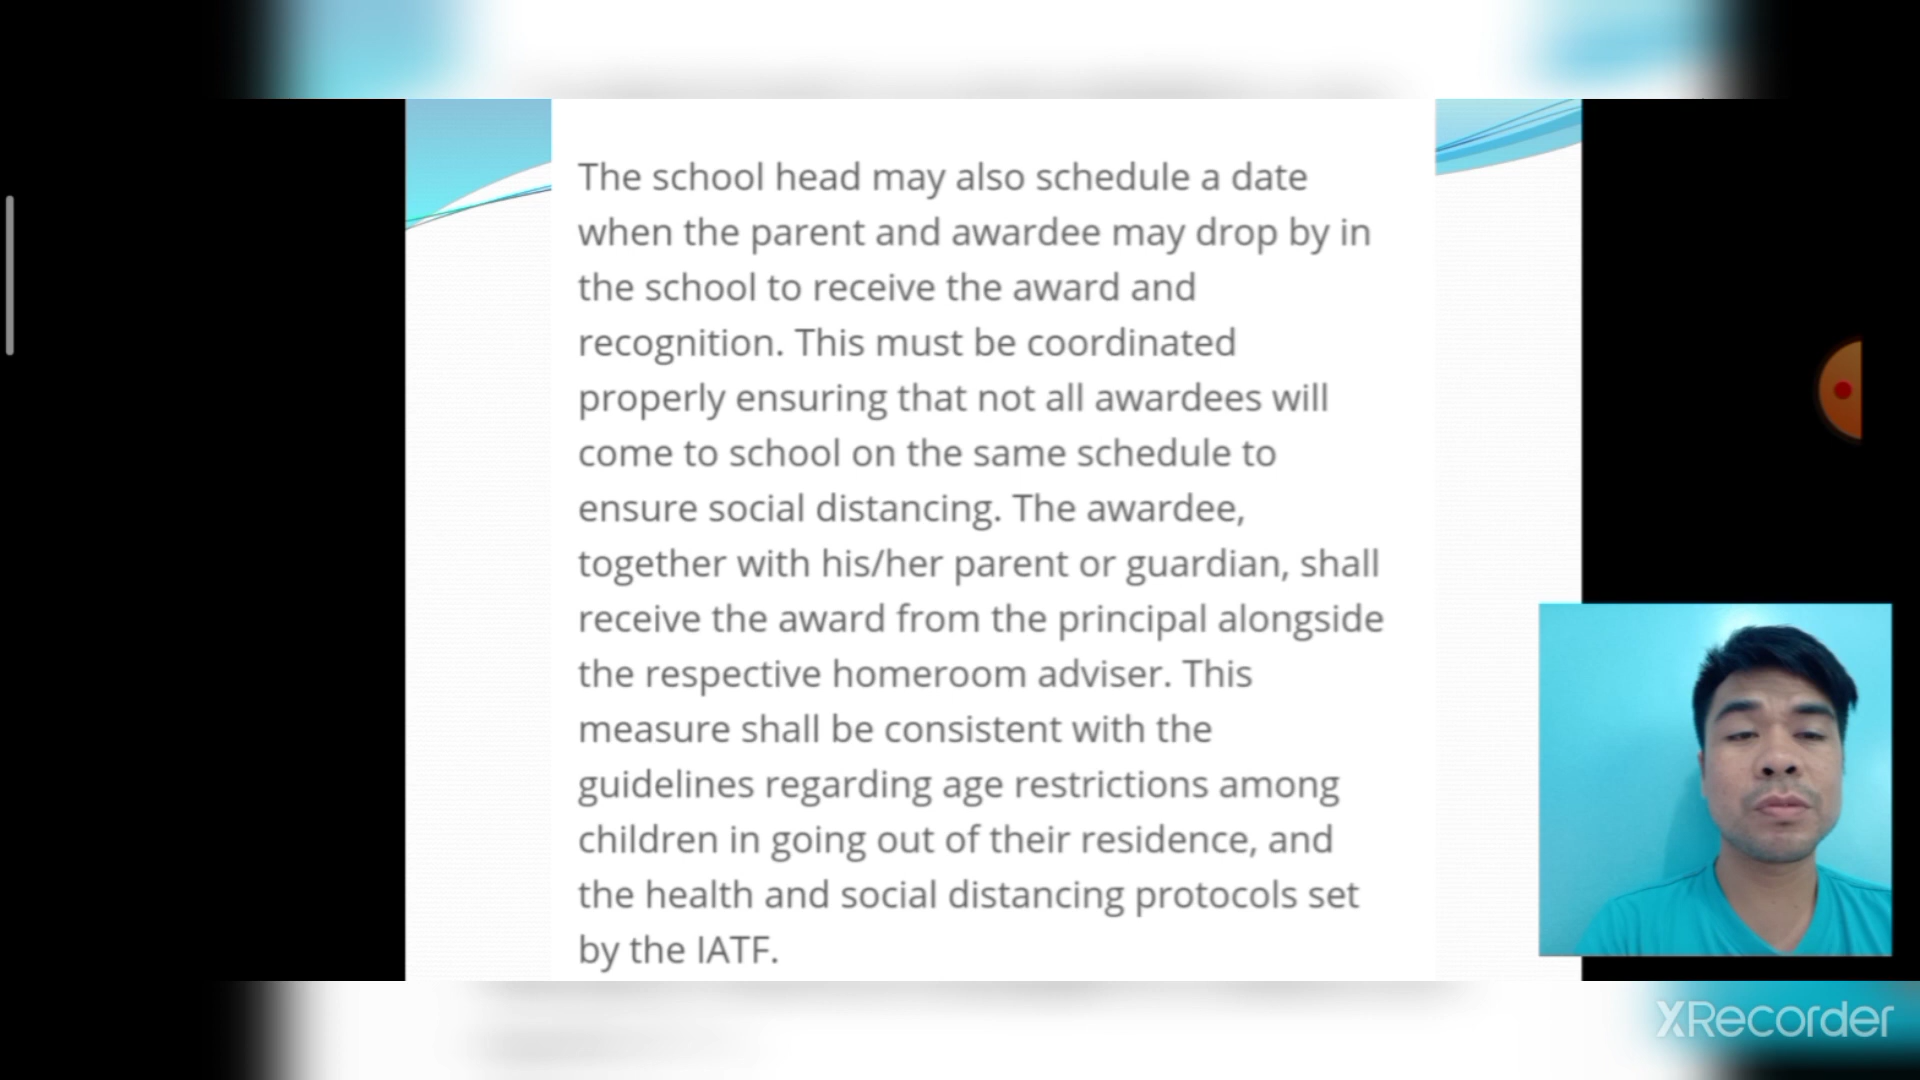 The school head may also schedule a date
when the parent and awardee may drop by in
the school to receive the award and
recognition. This must be coordinated
properly ensuring that not all awardees will
come to school on the same schedule to
ensure social distancing. The awardee,
together with his/her parent or guardian, shall
receive the award from the principal alongside
the respective homeroom adviser. This
measure shall be consistent with the
guidelines regarding age restrictions among
children in going out of their residence, and
the health and social distancing protocols set
by the IATF.
XRecorder